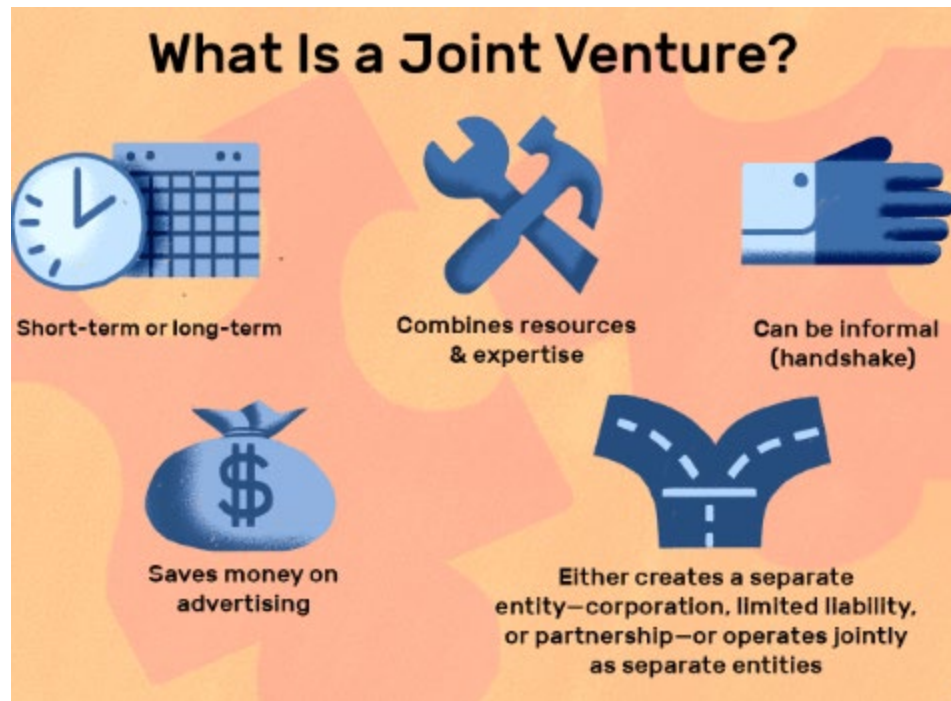 What Is a Joint Venture?
Short-term or long-term
Combines resources
& expertise
Can be informal
(handshake)
Saves money on
advertising
Either creates a separate
entity—corporation, limited liability,
or partnership—or operates jointly
as separate entities